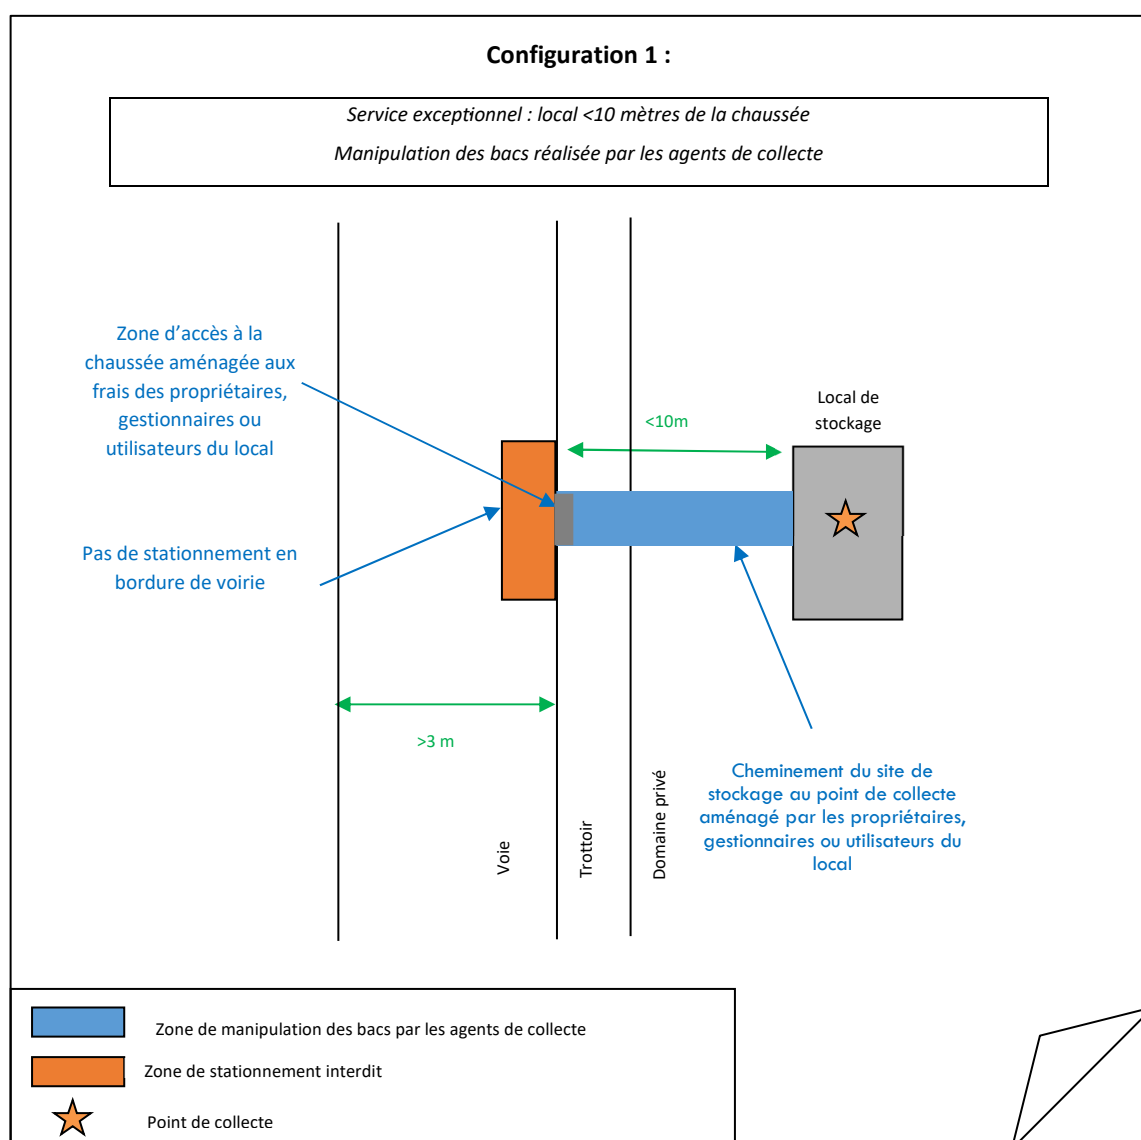 Configuration 1 :
Service exceptionnel : local <10 mètres de la chaussée
Manipulation des bacs réalisée par les agents de collecte
Zone d’accès à la
chaussée aménagée aux
frais des propriétaires,
gestionnaires ou
utilisateurs du local
Pas de stationnement en
bordure de voirie
<10m
Local de
stockage
>3 m
Voie
Trottoir
Domaine privé
Cheminement du site de
stockage au point de collecte
aménagé par les propriétaires,
gestionnaires ou utilisateurs du
local
Zone de manipulation des bacs par les agents de collecte
Zone de stationnement interdit
Point de collecte